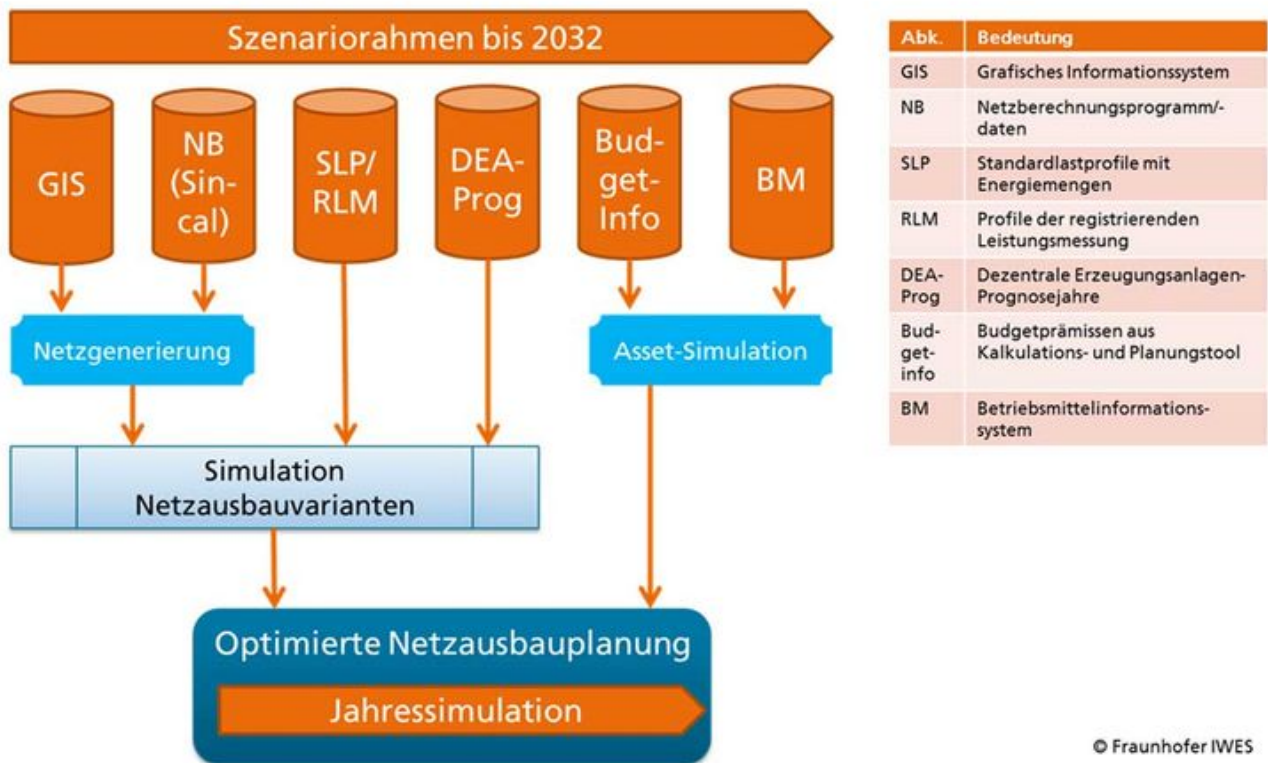 Szenariorahmen bis 2032
GIS
NB
(Sin-
cal)
SLP/
RLM
DEA-
Prog
Bud-
get-
Info
BM
Netzgenerierung
Asset-Simulation
Simulation
Netzausbauvarianten
Optimierte Netzausbauplanung
Jahressimulation
Abk. Bedeutung
GIS Grafisches Informationssystem
NB Netzberechnungsprogramm/-
daten
SLP Standardlastprofile mit
Energiemengen
RLM Profile der registrierenden
Leistungsmessung
DEA- Dezentrale Erzeugungsanlagen-
Prog Prognosejahre
Bud- Budgetprämissen aus
get- Kalkulations- und Planungstool
info
BM Betriebsmittelinformations-
system
© Fraunhofer IWES